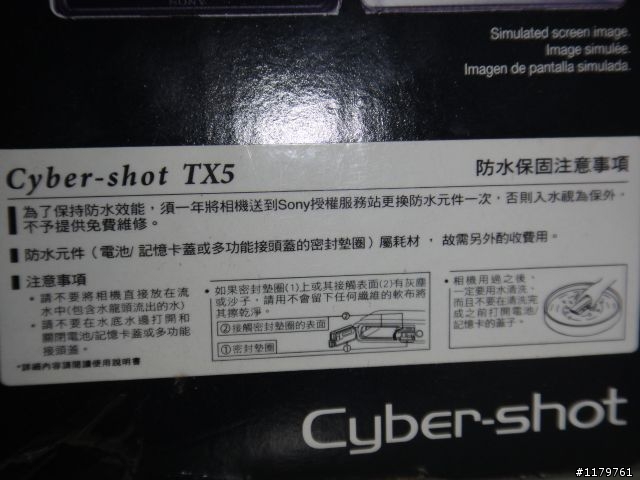 SONY
Simulated screen image.
Image simulée.
Imagen de pantalla simulada.
Cyber-shot TX5
防水保固注意事項
為了保持防水效能，須一年將相機送到Sony授權服務站更換防水元件一次，否則入水視為保外，
不予提供免費維修。
防水元件（電池/記憶卡蓋或多功能接頭蓋的密封墊圈）屬耗材，故需另外酌收費用。
注意事項
・請不要將相機直接放在流
水中(包含水龍頭流出的水)
・請不要在水底水邊打開和
關閉電池/記憶卡蓋或多功能
接頭蓋。
*詳細內容請閱讀使用說明書
・如果密封墊圈(1)上或其接觸表面(2)有灰塵
或沙子，請用不會留下任何纖維的軟布將
其擦乾淨。
②接觸密封墊圈的表面
①密封墊圈
②
①
・相機用過之後，
一定要用水清洗，
而且不要在清洗完
成之前打開電池/
記憶卡的蓋子。
Cyber-shot
#1179761